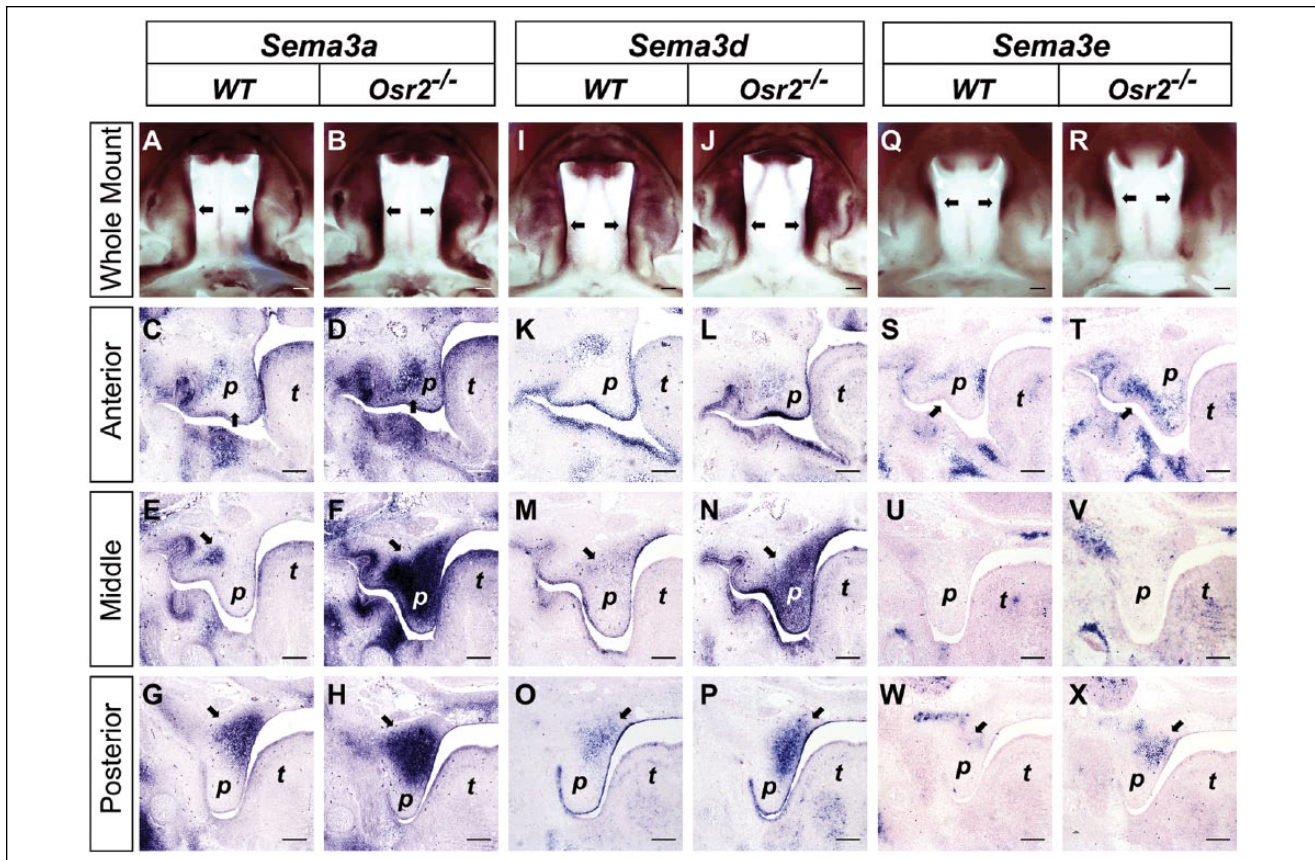 Sema3a Sema3d Sema3e
WT Osr2-/- WT Osr2-/- WT Osr2-/-
Whole Mount
A B I J Q R
Anterior
C p t D p t K p t L p t S p t T p t
Middle
E p t F p t M p t N p t U p t V p t
Posterior
G p t H p t O p t P p t W p t X p t